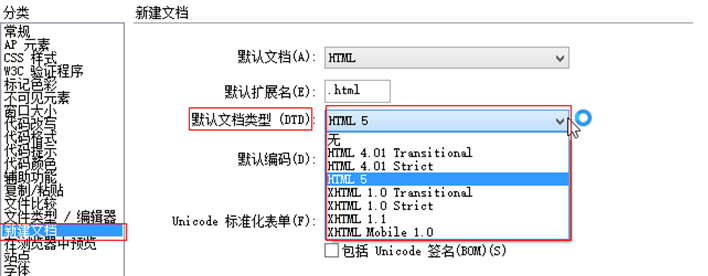 分类
新建文档
常规
AP 元素
CSS 样式
W3C 验证程序
标记色彩
不可见元素
窗口大小
代码改写
代码格式
代码提示
代码颜色
辅助功能
复制/粘贴
文件比较
文件类型 / 编辑器
新建文档
在浏览器中预览
站点
字体
默认文档(A):
HTML
默认扩展名(E):
.html
默认文档类型 (DTD):
HTML 5
无
HTML 4.01 Transitional
HTML 4.01 Strict
HTML 5
XHTML 1.0 Transitional
XHTML 1.0 Strict
XHTML 1.1
XHTML Mobile 1.0
默认编码(D):
Unicode 标准化表单(F):
包括 Unicode 签名(BOM)(S)